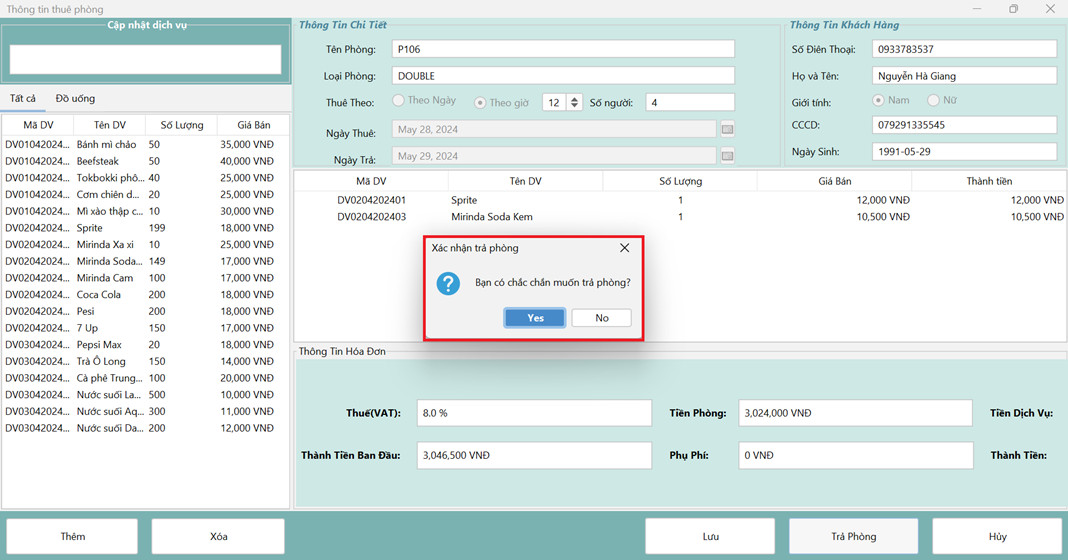 Thông tin thuê phòng
Cập nhật dịch vụ
Tất cả Đồ uống
Mã DV Tên DV Số Lượng Giá Bán
DV01042024... Bánh mì chảo 50 35,000 VNĐ
DV01042024... Beefsteak 50 40,000 VNĐ
DV01042024... Tokbokki phô... 40 25,000 VNĐ
DV01042024... Cơm chiên d... 20 25,000 VNĐ
DV01042024... Mì xào thập c... 10 30,000 VNĐ
DV02042024... Sprite 199 18,000 VNĐ
DV02042024... Mirinda Xa xi 10 25,000 VNĐ
DV02042024... Mirinda Soda... 149 17,000 VNĐ
DV02042024... Mirinda Cam 100 17,000 VNĐ
DV02042024... Coca Cola 200 18,000 VNĐ
DV02042024... Pesi 200 18,000 VNĐ
DV02042024... 7 Up 150 17,000 VNĐ
DV03042024... Pepsi Max 20 18,000 VNĐ
DV03042024... Trà Ô Long 150 14,000 VNĐ
DV03042024... Cà phê Trung... 100 20,000 VNĐ
DV03042024... Nước suối La... 500 10,000 VNĐ
DV03042024... Nước suối Aq... 300 11,000 VNĐ
DV03042024... Nước suối Da... 200 12,000 VNĐ
Thêm Xóa
Thông Tin Chi Tiết
Tên Phòng: P106
Loại Phòng: DOUBLE
Thuê Theo: Theo Ngày Theo giờ 12 Số người: 4
Ngày Thuê: May 28, 2024
Ngày Trả: May 29, 2024
Thông Tin Khách Hàng
Số Điên Thoại: 0933783537
Họ và Tên: Nguyễn Hà Giang
Giới tính: Nam Nữ
CCCD: 079291335545
Ngày Sinh: 1991-05-29
Mã DV Tên DV Số Lượng Giá Bán Thành tiền
DV0204202401 Sprite 1 12,000 VNĐ 12,000 VNĐ
DV0204202403 Mirinda Soda Kem 1 10,500 VNĐ 10,500 VNĐ
Xác nhận trả phòng
Bạn có chắc chắn muốn trả phòng?
Yes No
Thông Tin Hóa Đơn
Thuế(VAT): 8.0 % Tiền Phòng: 3,024,000 VNĐ Tiền Dịch Vụ:
Thành Tiền Ban Đầu: 3,046,500 VNĐ Phụ Phí: 0 VNĐ Thành Tiền:
Lưu Trả Phòng Hủy